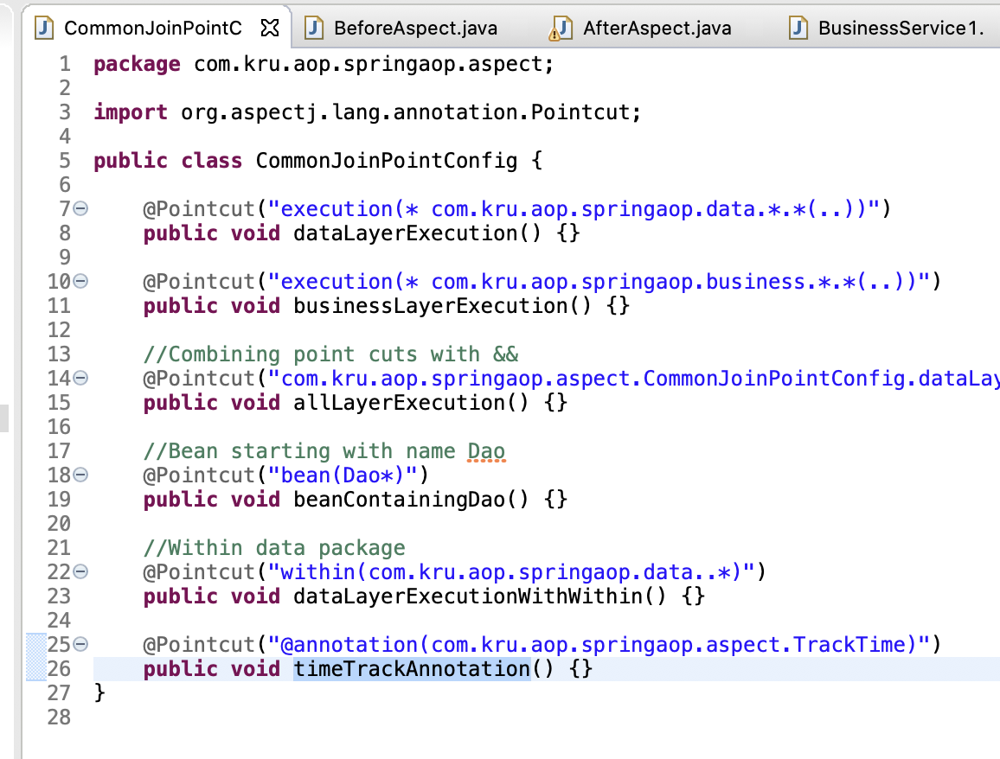 CommonJoinPointC BeforeAspect.java AfterAspect.java BusinessService1.
1 package com.kru.aop.springaop.aspect;
2
3 import org.aspectj.lang.annotation.Pointcut;
4
5 public class CommonJoinPointConfig {
6
7 @Pointcut("execution(* com.kru.aop.springaop.data.*.*(..))")
8 public void dataLayerExecution() {}
9
10 @Pointcut("execution(* com.kru.aop.springaop.business.*.*(..))")
11 public void businessLayerExecution() {}
12
13 //Combining point cuts with &&
14 @Pointcut("com.kru.aop.springaop.aspect.CommonJoinPointConfig.dataLay
15 public void allLayerExecution() {}
16
17 //Bean starting with name Dao
18 @Pointcut("bean(Dao*)")
19 public void beanContainingDao() {}
20
21 //Within data package
22 @Pointcut("within(com.kru.aop.springaop.data..*)")
23 public void dataLayerExecutionWithWithin() {}
24
25 @Pointcut("@annotation(com.kru.aop.springaop.aspect.TrackTime)")
26 public void timeTrackAnnotation() {}
27 }
28